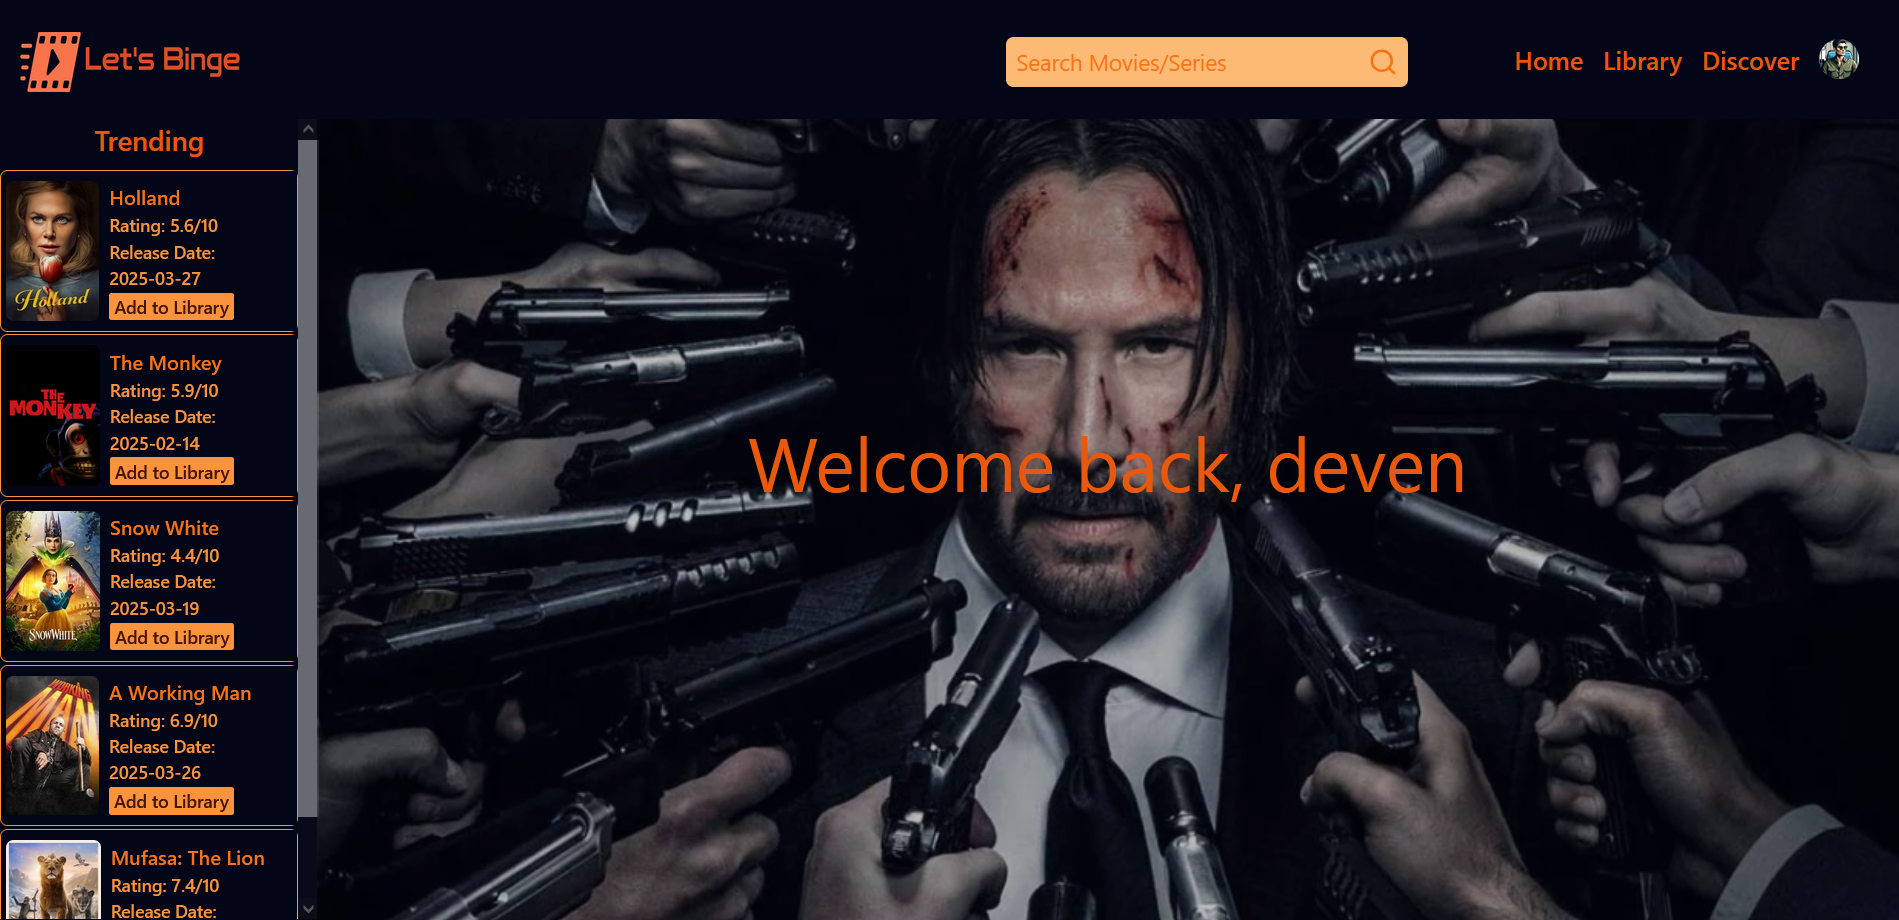 Let's Binge
Search Movies/Series
Home Library Discover
Trending
Holland
Rating: 5.6/10
Release Date:
2025-03-27
Add to Library
Holland
The Monkey
Rating: 5.9/10
Release Date:
2025-02-14
Add to Library
THE
MONKEY
Snow White
Rating: 4.4/10
Release Date:
2025-03-19
Add to Library
SNOW WHITE
A Working Man
Rating: 6.9/10
Release Date:
2025-03-26
Add to Library
WORKING
MAN
Mufasa: The Lion
Rating: 7.4/10
Release Date:
Welcome back, deven